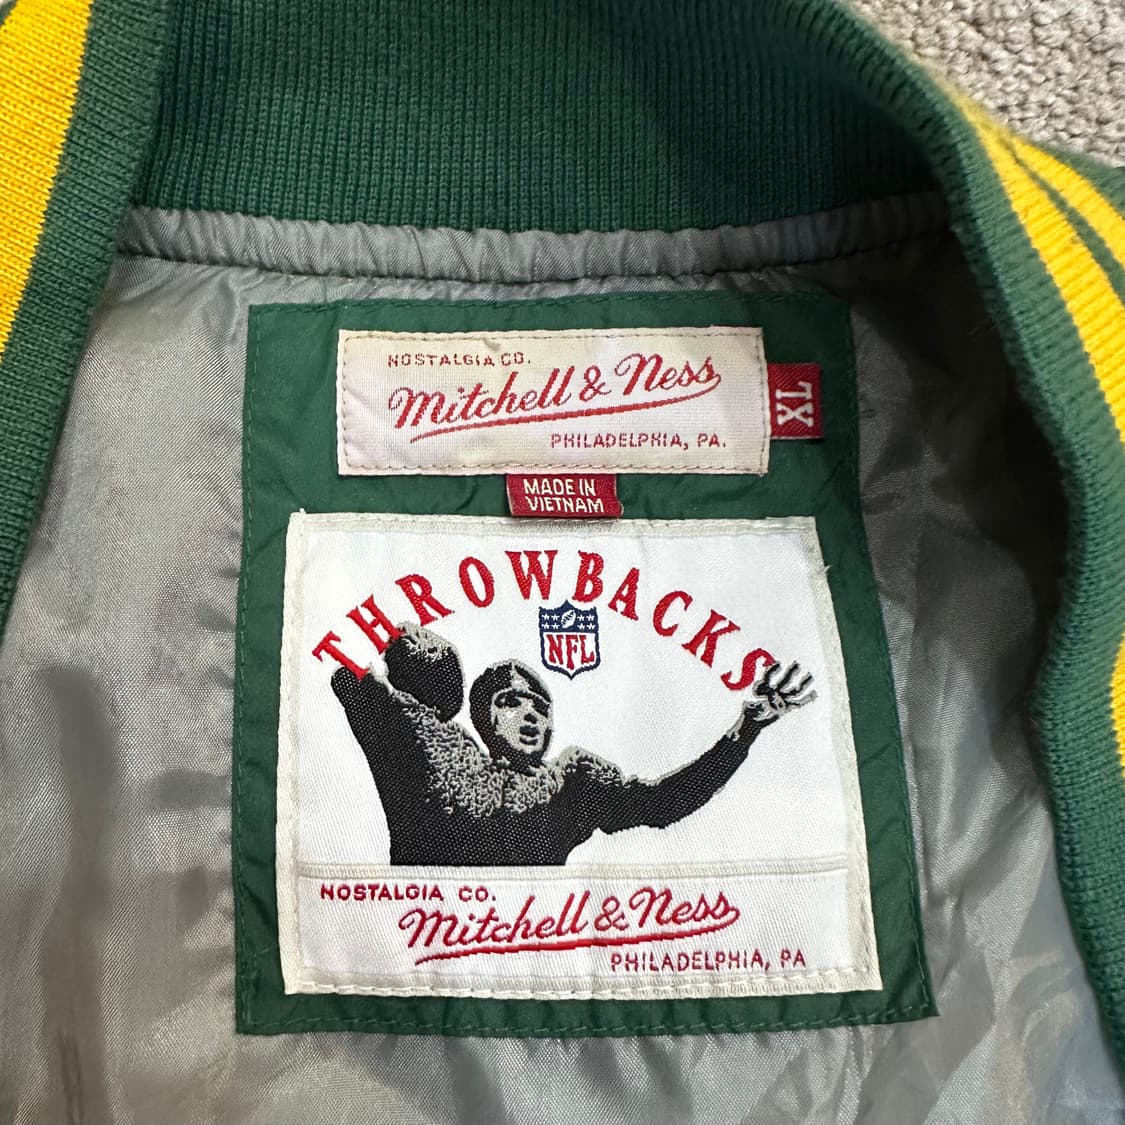 NOSTALGIA CO.
Mitchell & Ness
PHILADELPHIA, PA.
XL
MADE IN
VIETNAM
THROWBACKS
NFL
NOSTALGIA CO.
Mitchell & Ness
PHILADELPHIA, PA